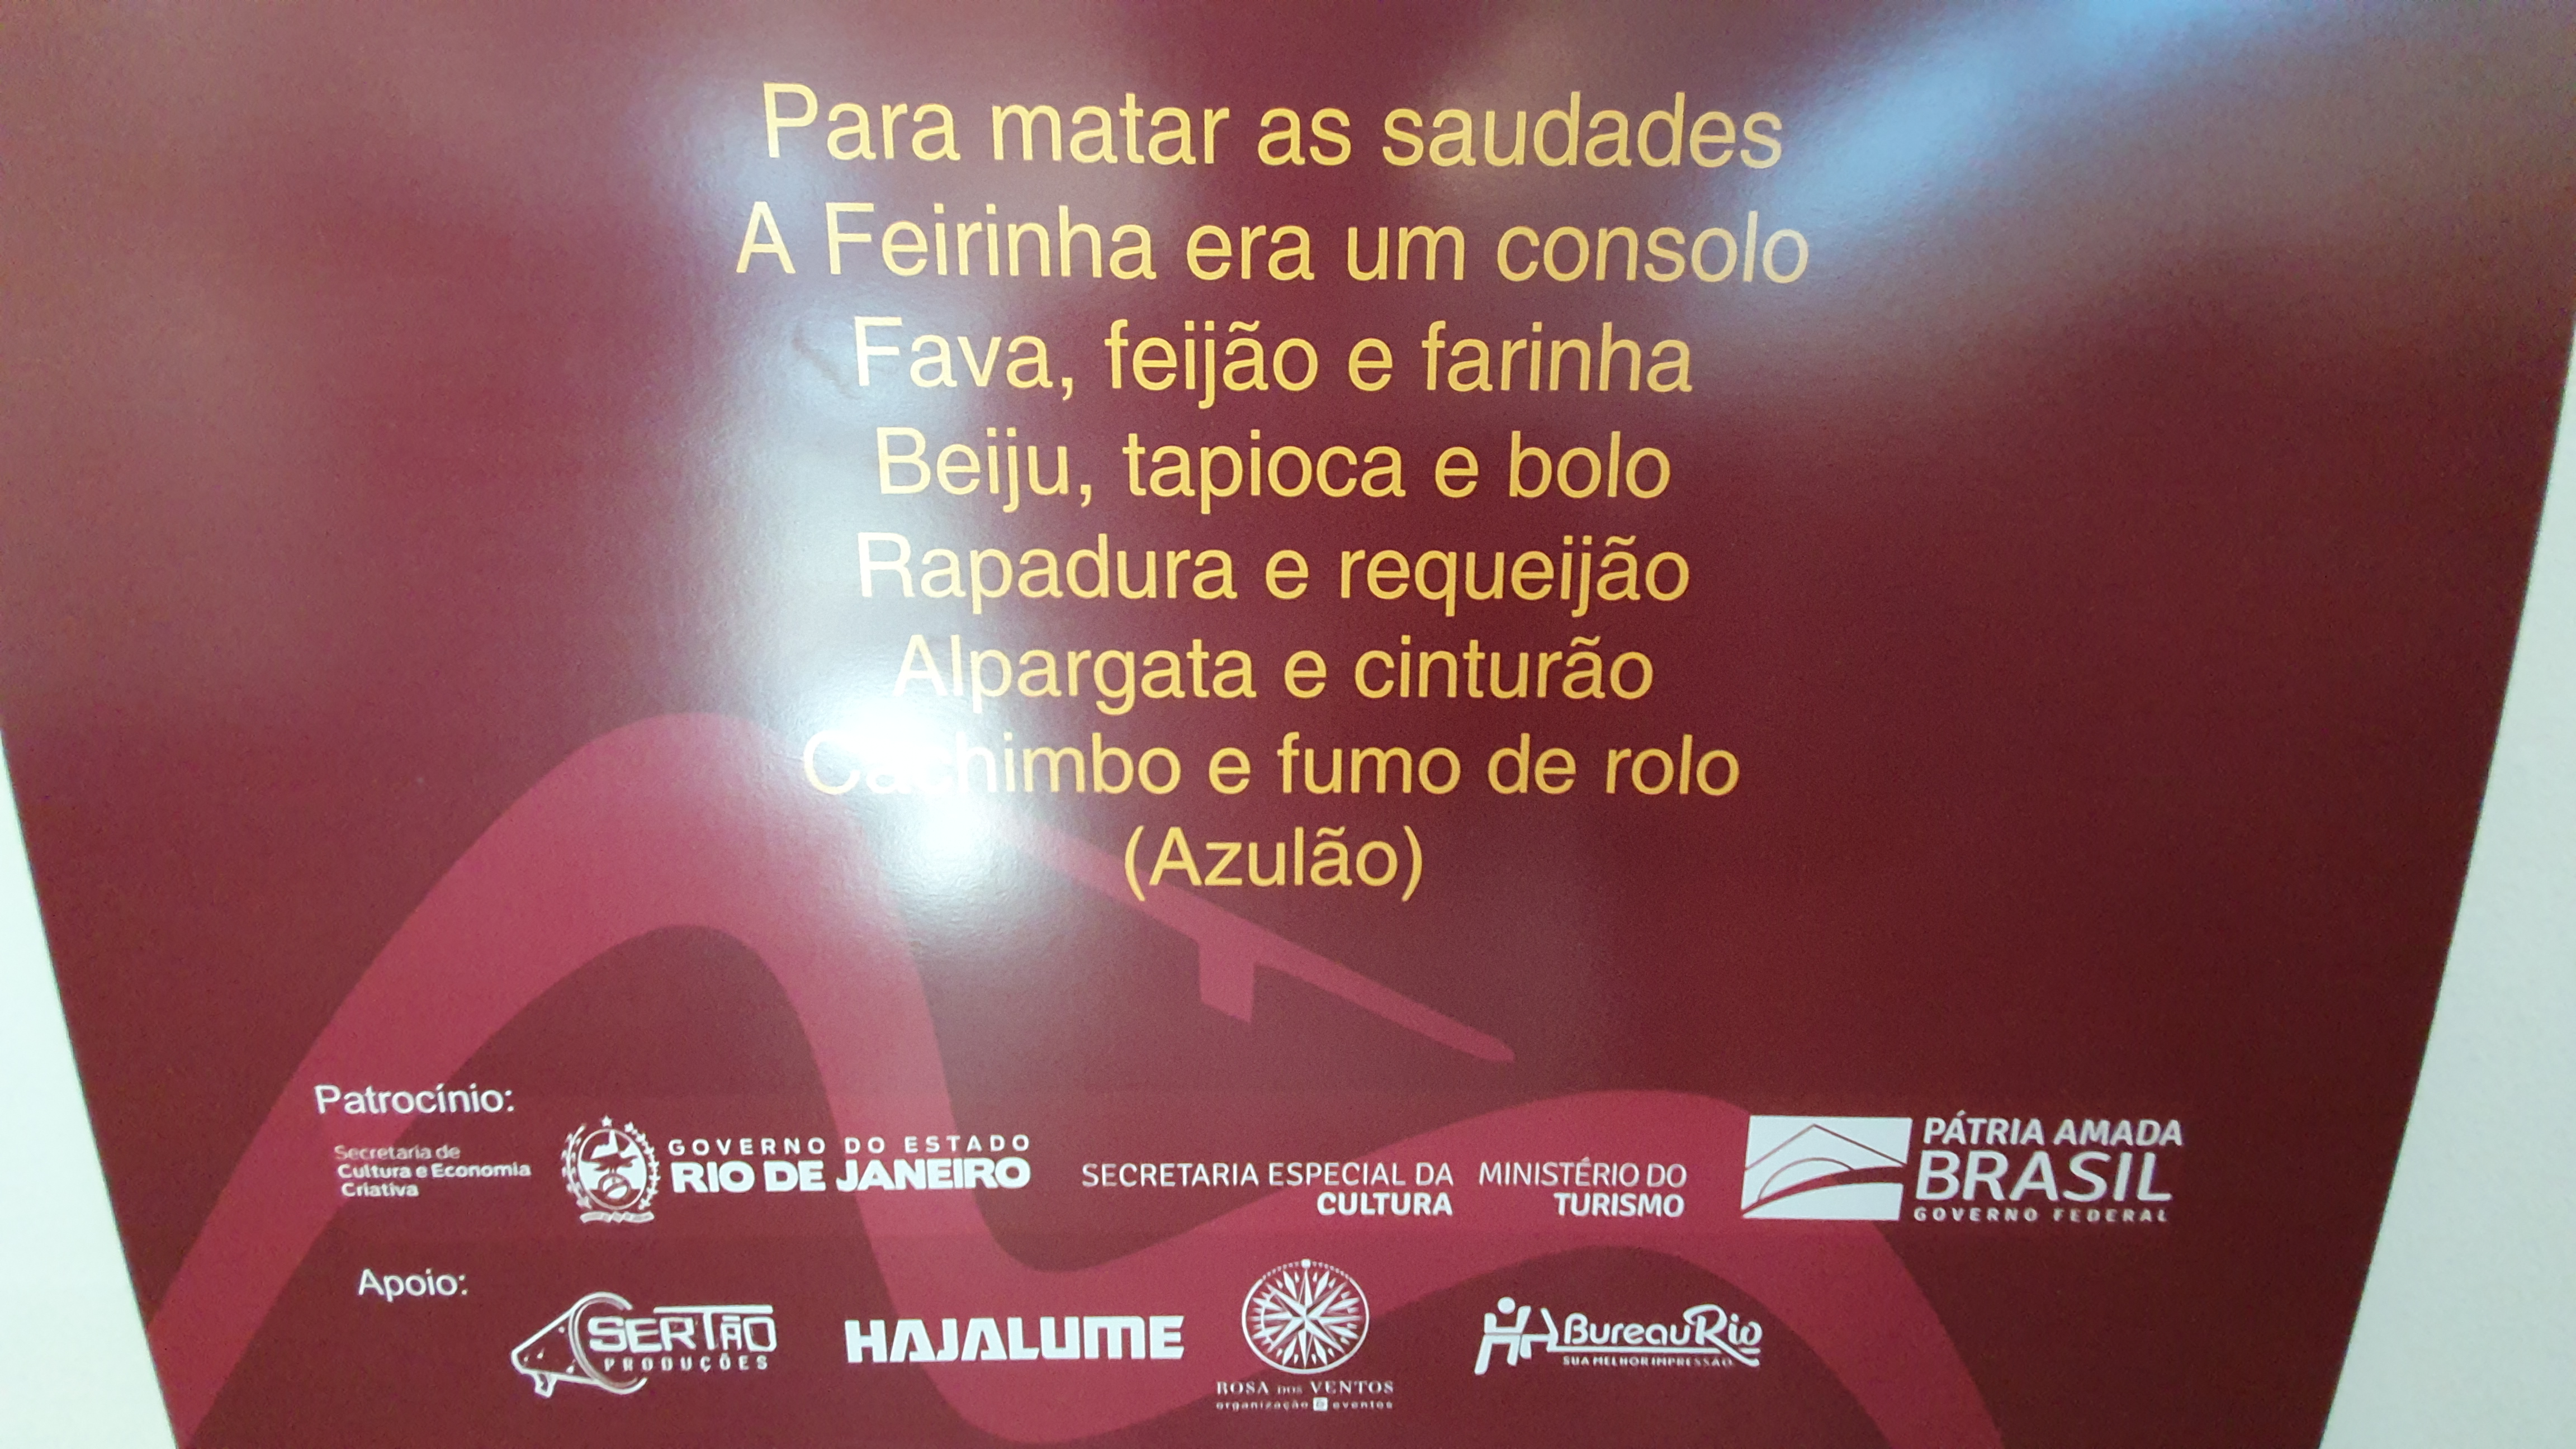 Para matar as saudades
A Feirinha era um consolo
Fava, feijão e farinha
Beiju, tapioca e bolo
Rapadura e requeijão
Alpargata e cinturão
Cachimbo e fumo de rolo
(Azulão)
Patrocínio:
Secretaria de
Cultura e Economia
Criativa
GOVERNO DO ESTADO
RIO DE JANEIRO
SECRETARIA ESPECIAL DA
CULTURA
MINISTÉRIO DO
TURISMO
PÁTRIA AMADA
BRASIL
GOVERNO FEDERAL
Apoio:
SERTÃO
PRODUÇÕES
HAJALUME
ROSA DOS VENTOS
organização e eventos
BureauRio
SUA MELHOR IMPRESSÃO